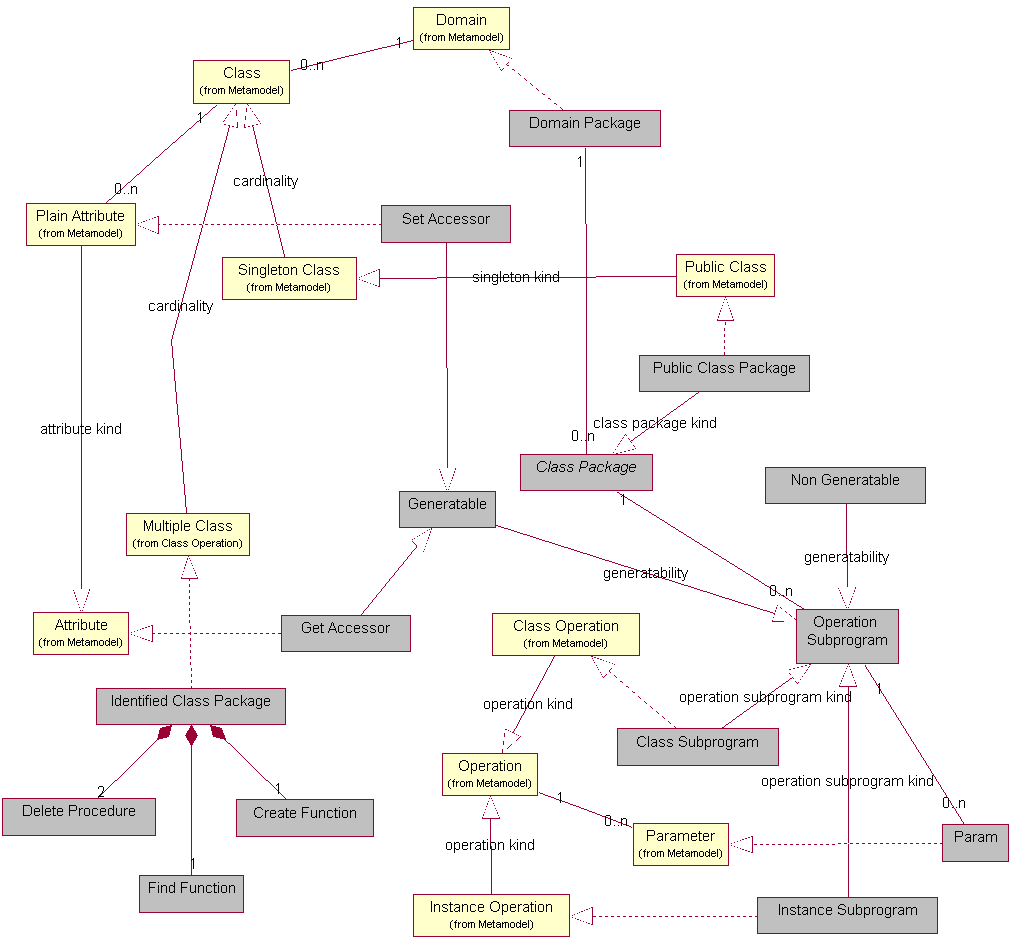 Domain
(from Metamodel)
1
0..n
Class
(from Metamodel)
1
Domain Package
1
cardinality
0..n
Plain Attribute
(from Metamodel)
Set Accessor
Singleton Class
(from Metamodel)
singleton kind
Public Class
(from Metamodel)
cardinality
Public Class Package
attribute kind
class package kind
0..n
Class Package
1
Non Generatable
Generatable
Multiple Class
(from Class Operation)
generatability
generatability
0..n
Attribute
(from Metamodel)
Get Accessor
Class Operation
(from Metamodel)
Operation
Subprogram
1
Identified Class Package
operation kind
operation subprogram kind
Class Subprogram
Operation
(from Metamodel)
operation subprogram kind
2
1
Delete Procedure
Create Function
1
0..n
0..n
Parameter
(from Metamodel)
Param
operation kind
1
Find Function
Instance Operation
(from Metamodel)
Instance Subprogram